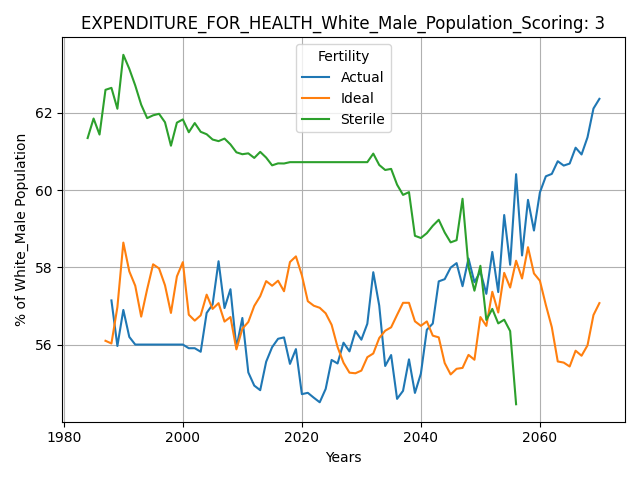 EXPENDITURE_FOR_HEALTH_White_Male_Population_Scoring: 3
Fertility
Actual
Ideal
Sterile
% of White_Male Population
62
60
58
56
1980 2000 2020 2040 2060
Years